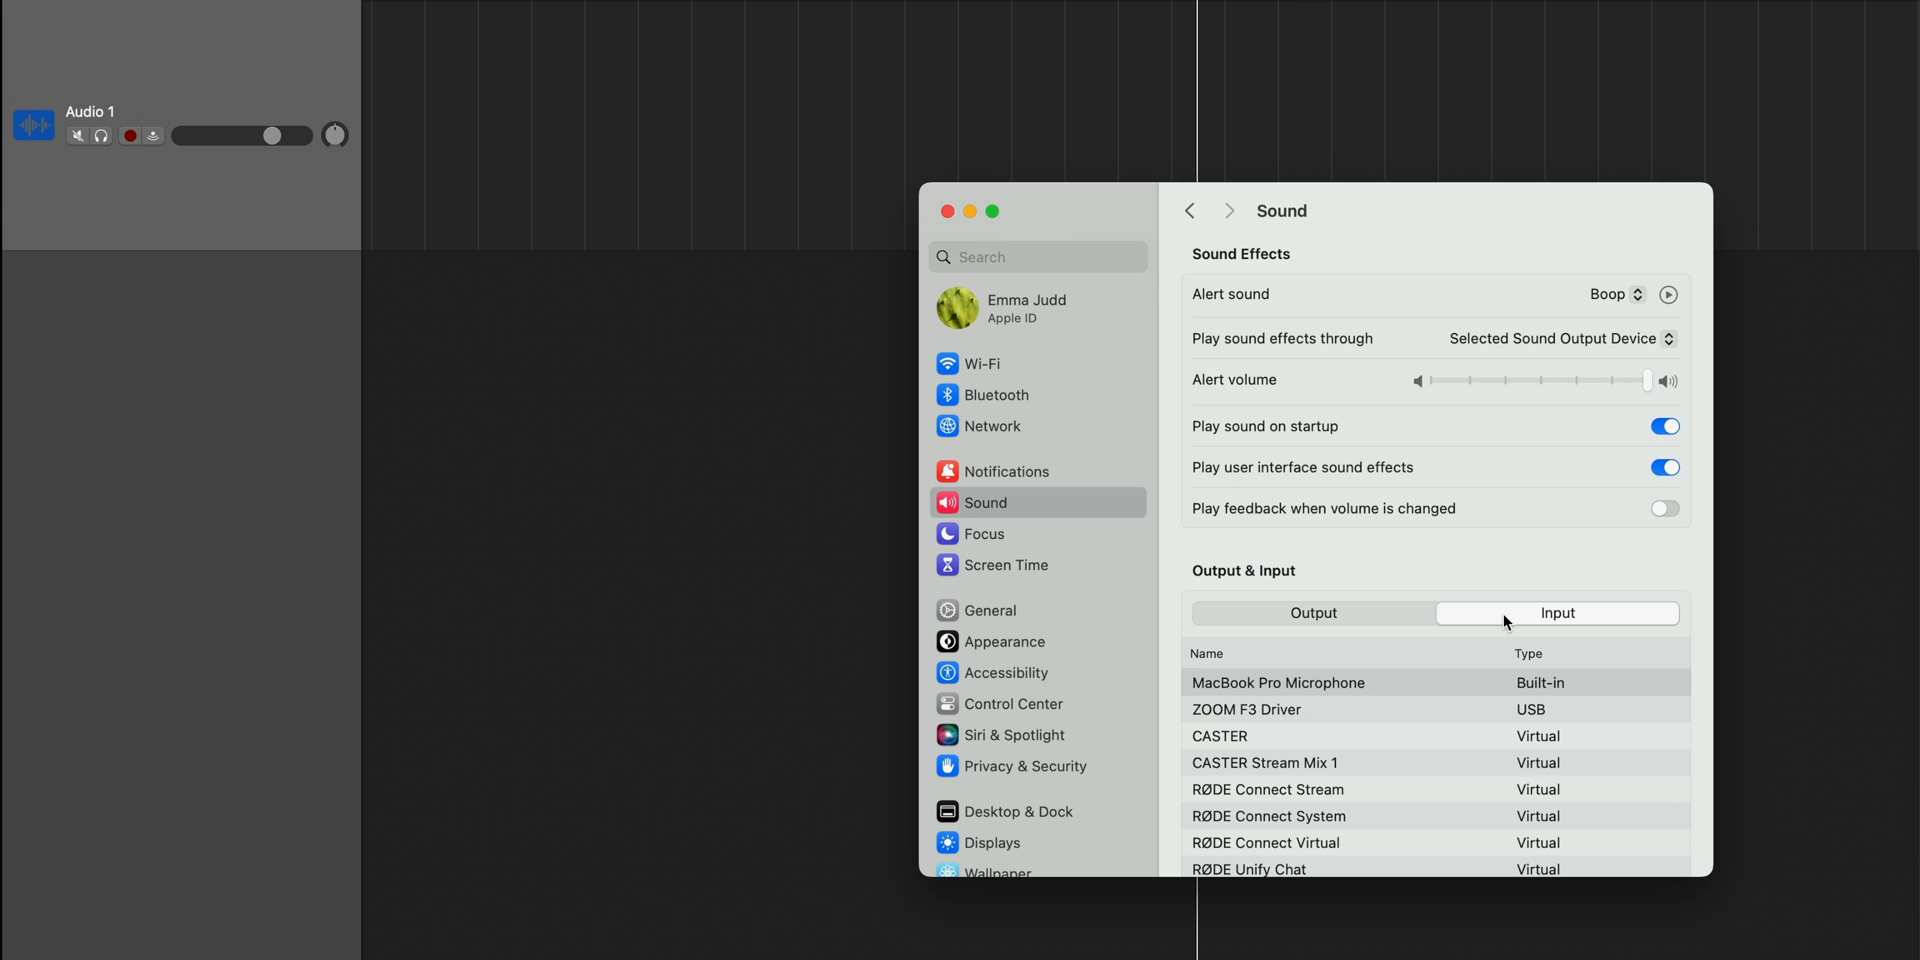 Audio 1
Sound
Search
Emma Judd
Apple ID
Wi-Fi
Bluetooth
Network
Notifications
Sound
Focus
Screen Time
General
Appearance
Accessibility
Control Center
Siri & Spotlight
Privacy & Security
Desktop & Dock
Displays
Wallpaper
Sound Effects
Alert sound Boop
Play sound effects through Selected Sound Output Device
Alert volume
Play sound on startup
Play user interface sound effects
Play feedback when volume is changed
Output & Input
Output Input
Name Type
MacBook Pro Microphone Built-in
ZOOM F3 Driver USB
CASTER Virtual
CASTER Stream Mix 1 Virtual
RØDE Connect Stream Virtual
RØDE Connect System Virtual
RØDE Connect Virtual Virtual
RØDE Unify Chat Virtual